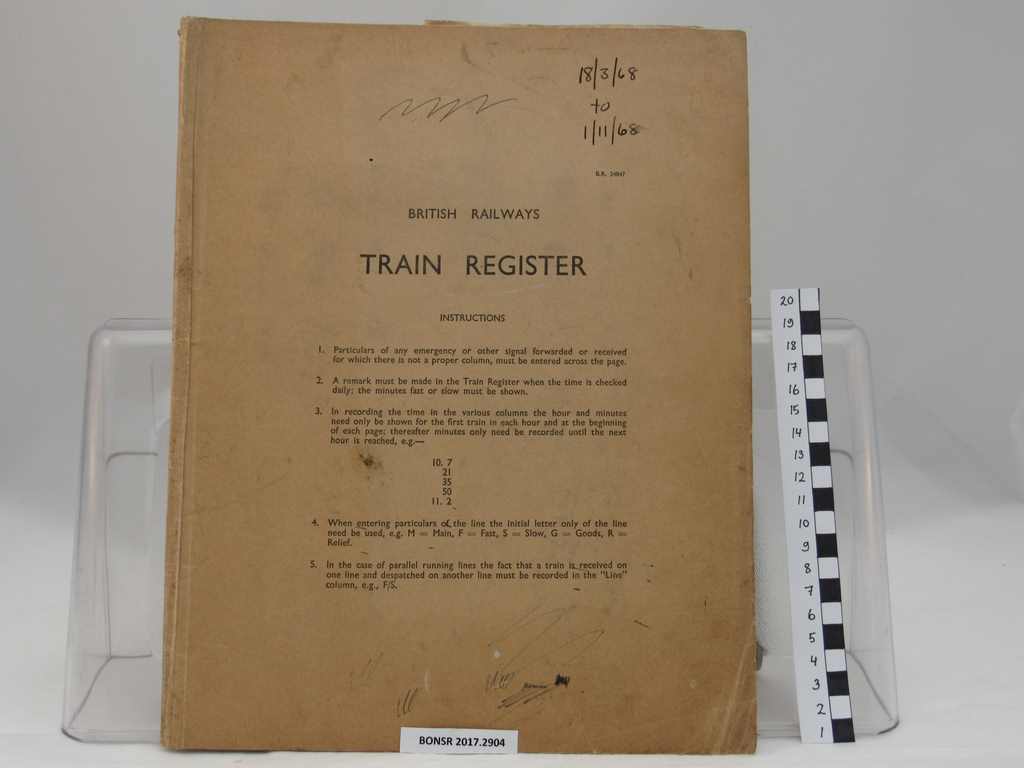 18/3/68
to
1/11/68
B.R. 24847
BRITISH RAILWAYS
TRAIN REGISTER
INSTRUCTIONS
1. Particulars of any emergency or other signal forwarded or received
for which there is not a proper column, must be entered across the page.
2. A remark must be made in the Train Register when the time is checked
daily; the minutes fast or slow must be shown.
3. In recording the time in the various columns the hour and minutes
need only be shown for the first train in each hour and at the beginning
of each page; thereafter minutes only need be recorded until the next
hour is reached, e.g.—
10. 7
21
35
50
11. 2
4. When entering particulars of the line the initial letter only of the line
need be used, e.g. M = Main, F = Fast, S = Slow, G = Goods, R =
Relief.
5. In the case of parallel running lines the fact that a train is received on
one line and despatched on another line must be recorded in the "Line"
column, e.g., F/S.
BONSR 2017.2904
20
19
18
17
16
15
14
13
12
11
10
9
8
7
6
5
4
3
2
1